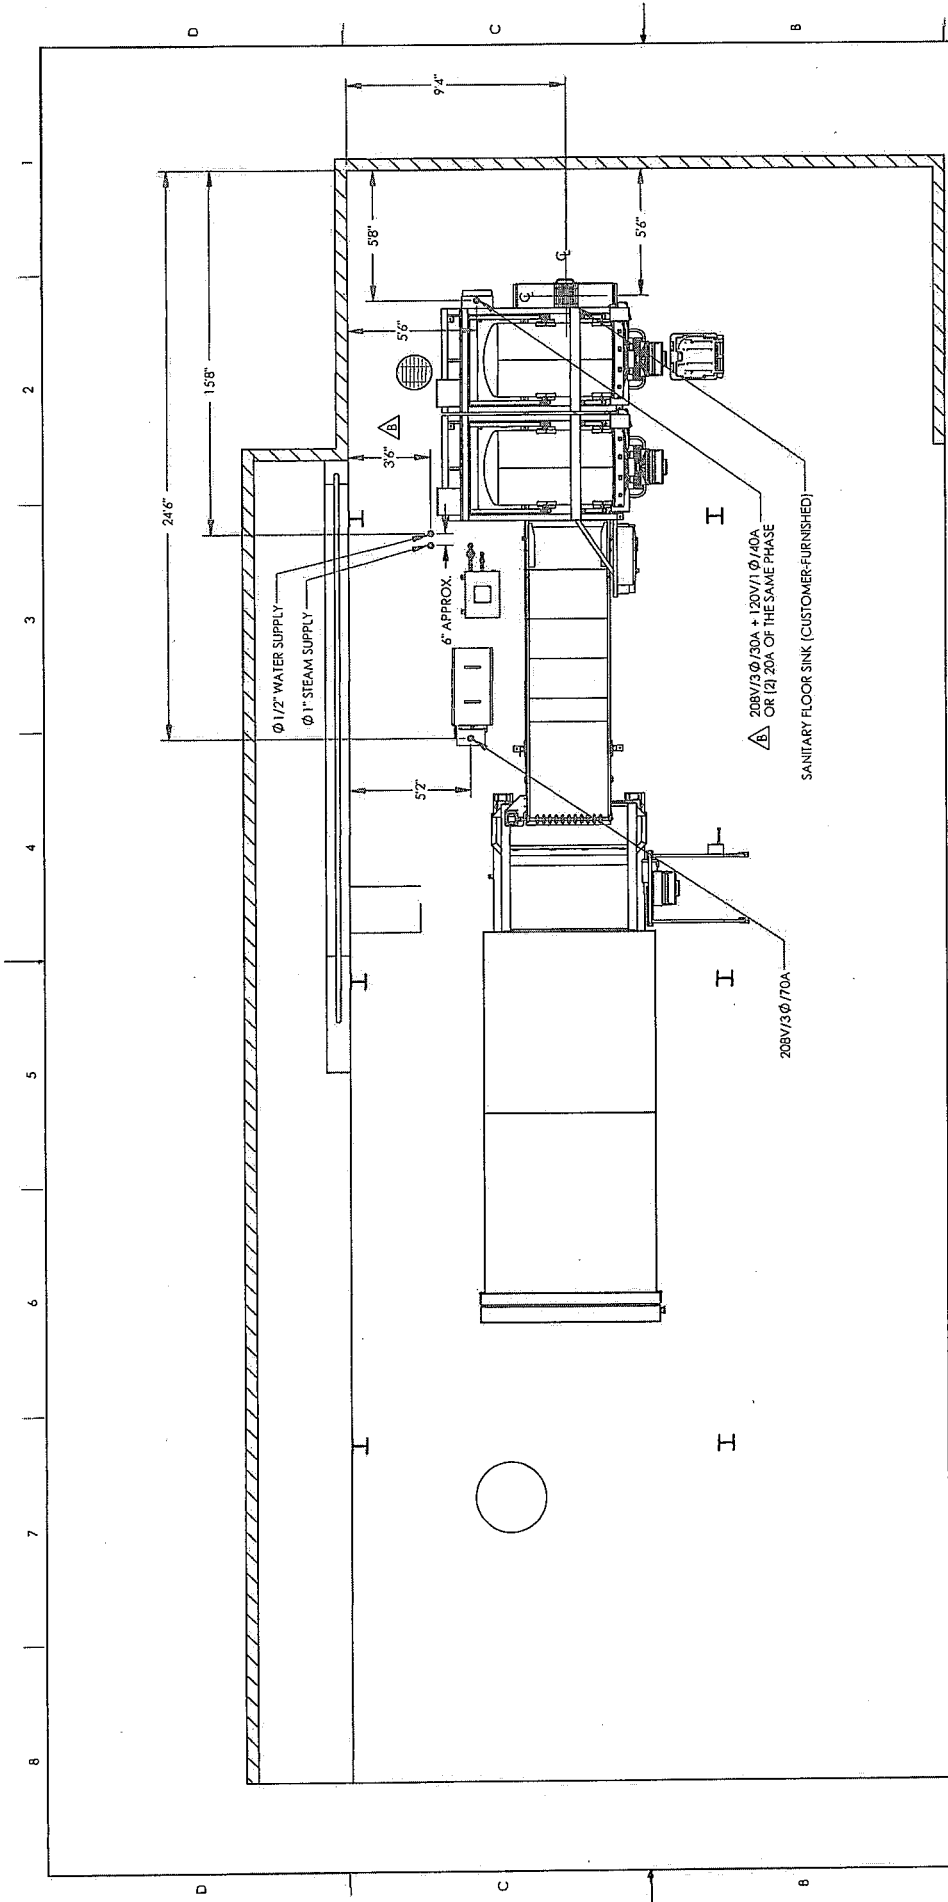 8
7
6
5
4
3
2
1
D
D
C
C
B
B
24'6"
15'8"
Ø 1/2" WATER SUPPLY
Ø 1" STEAM SUPPLY
3'6"
B
5'6"
5'8"
9'4"
6" APPROX.
5'2"
5'6"
℄
℄
B
208V/3Ø/30A + 120V/1Ø/40A
OR (2) 20A OF THE SAME PHASE
SANITARY FLOOR SINK (CUSTOMER-FURNISHED)
208V/3Ø/70A